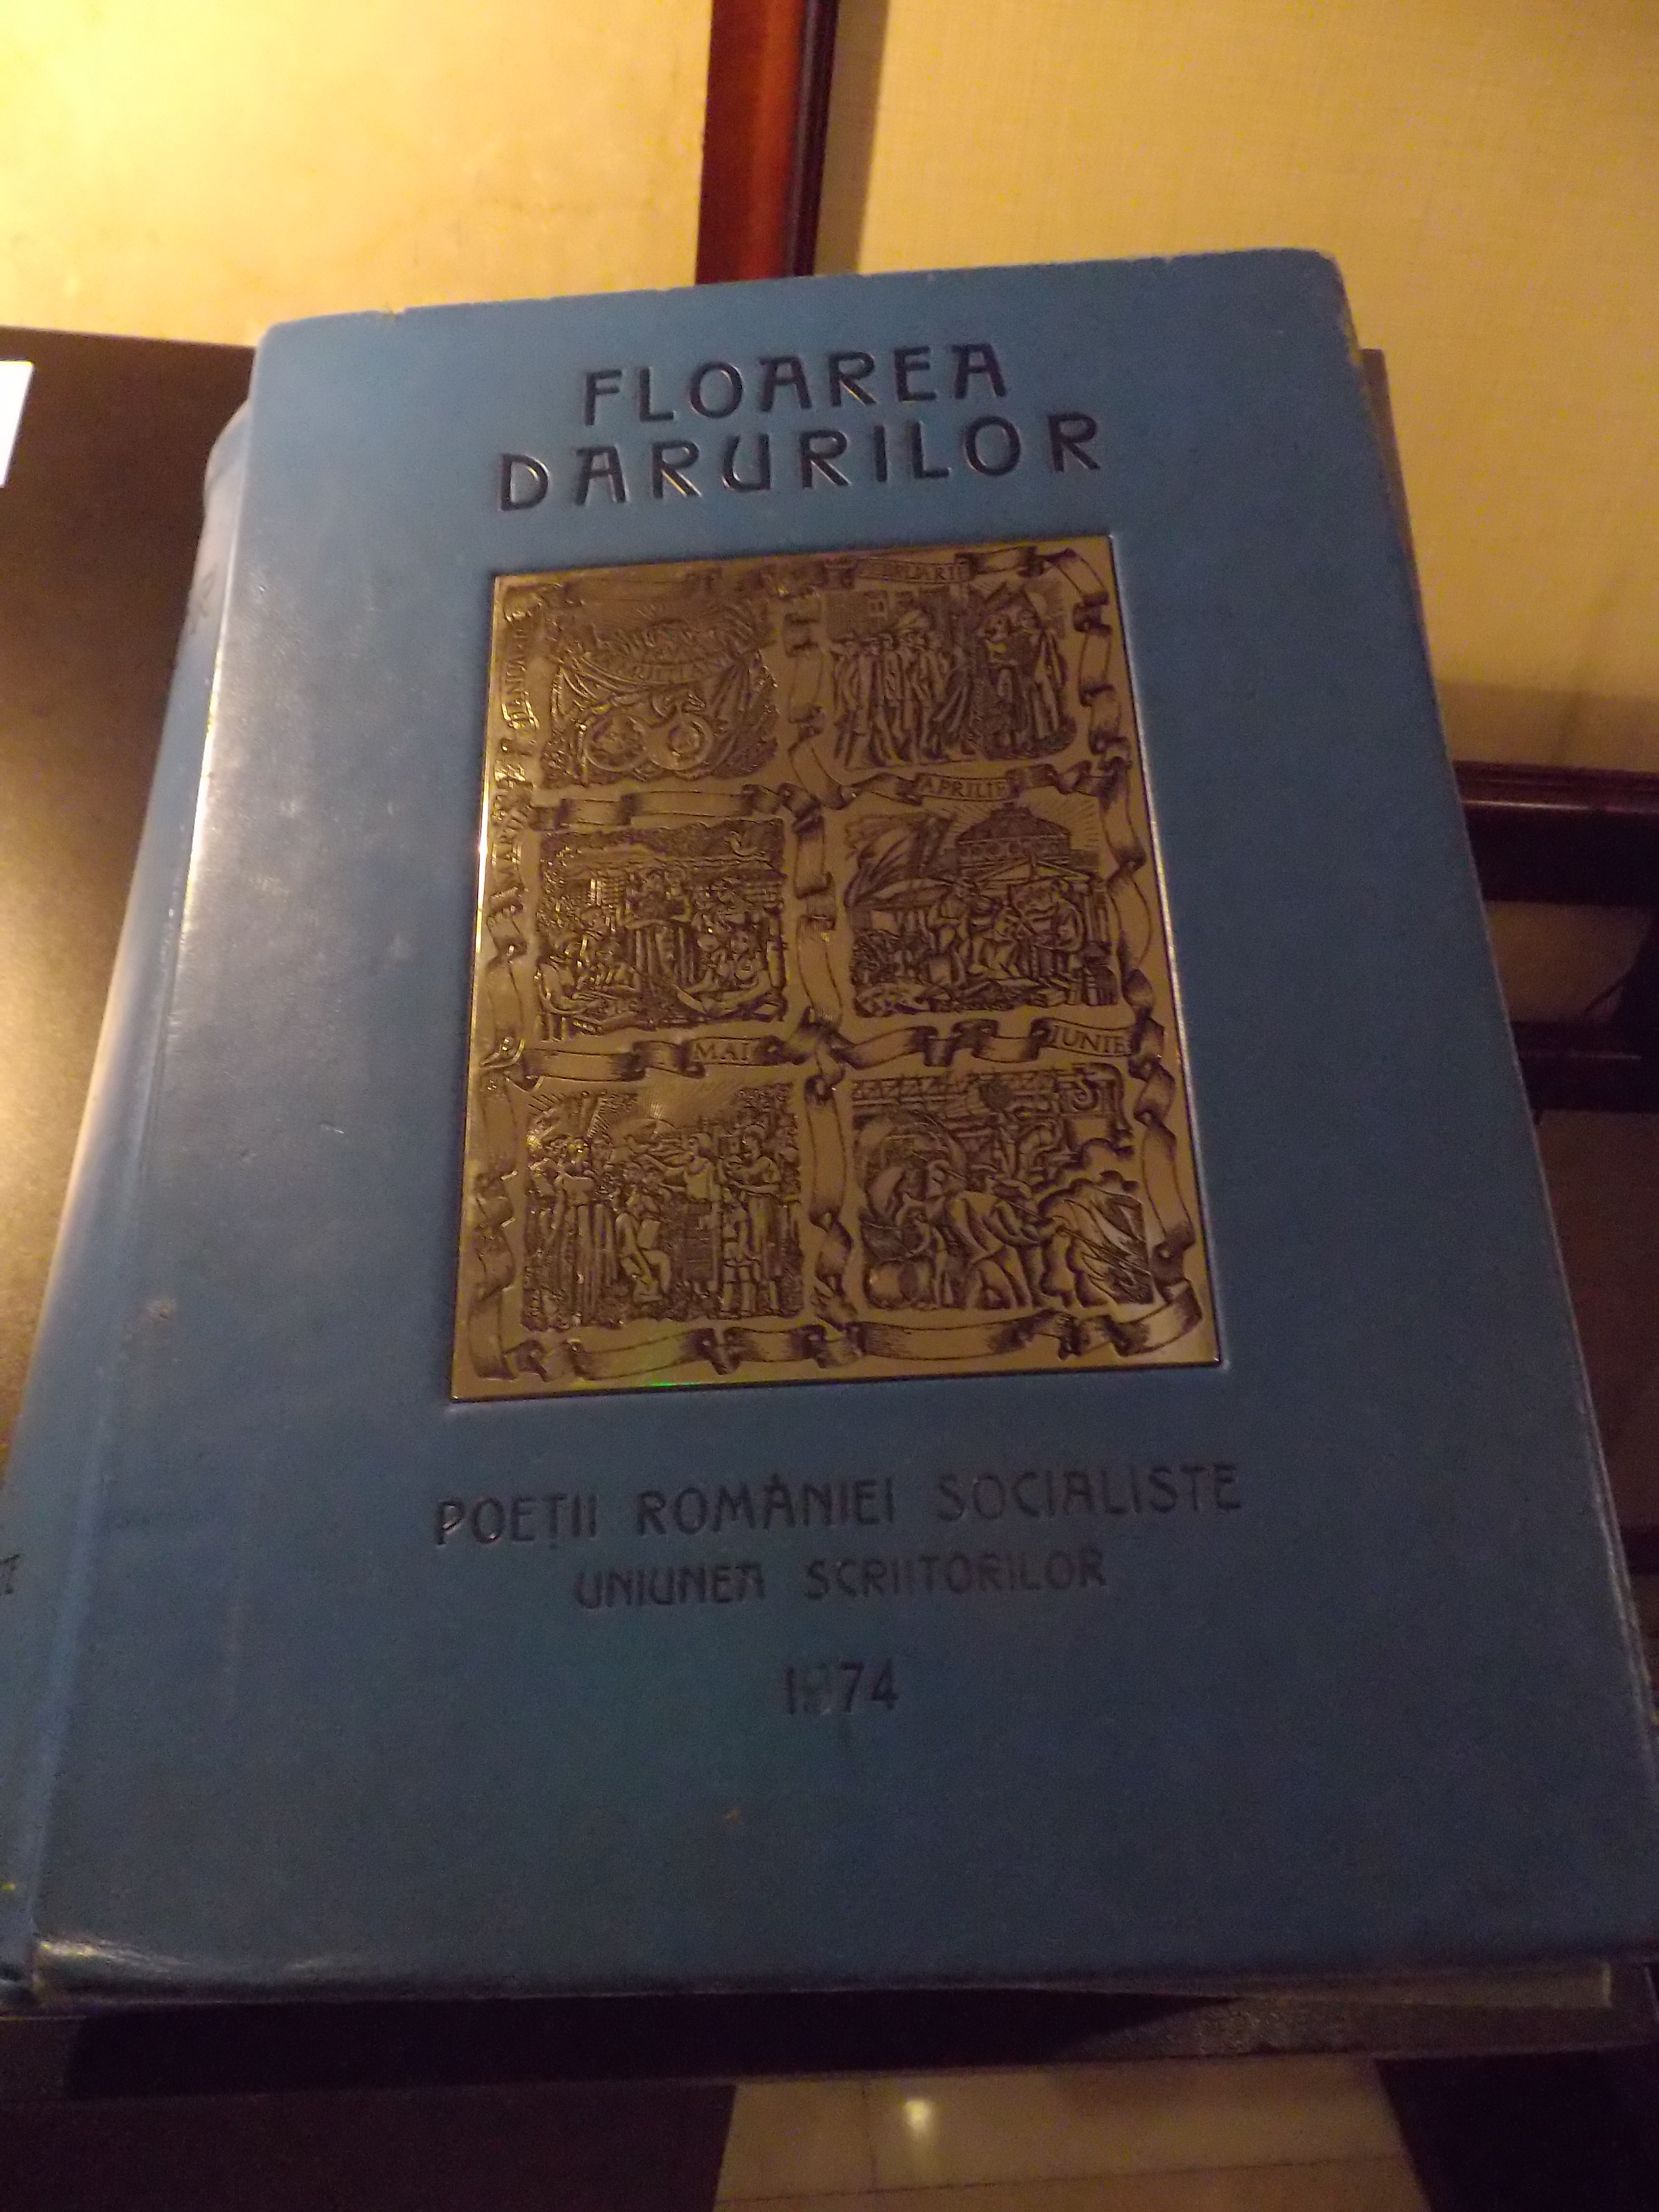 FLOAREA
DARURILOR
APRILIE
MAI
IUNIE
POEȚII ROMÂNIEI SOCIALISTE
UNIUNEA SCRIITORILOR
1974